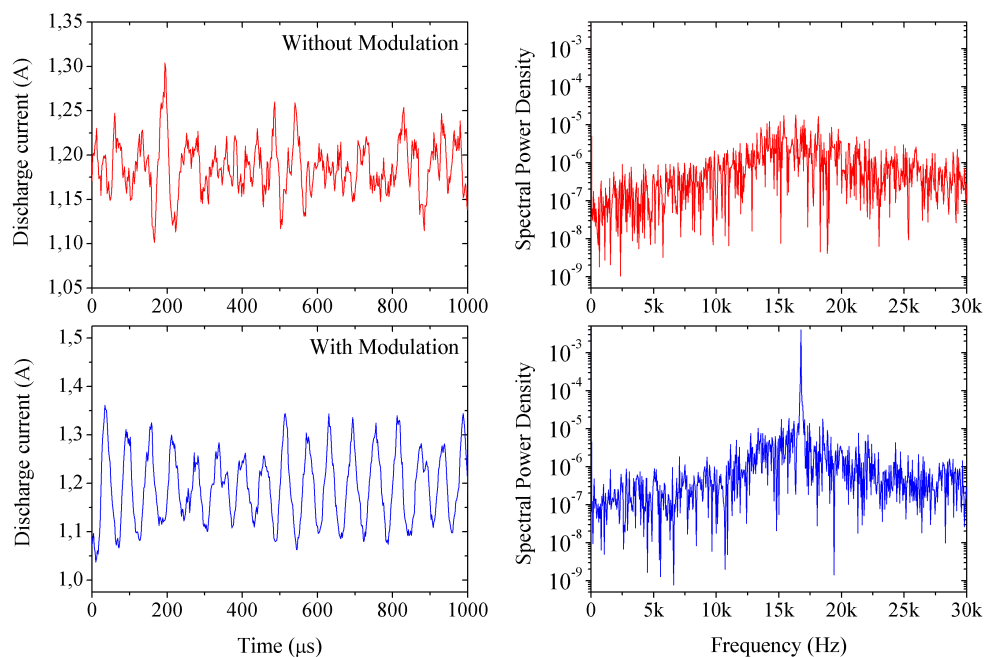 1,35
1,30
1,25
1,20
1,15
1,10
1,05
Discharge current (A)
Without Modulation
0 200 400 600 800 1000
10-3
10-4
10-5
10-6
10-7
10-8
10-9
Spectral Power Density
0 5k 10k 15k 20k 25k 30k
1,5
1,4
1,3
1,2
1,1
1,0
Discharge current (A)
With Modulation
0 200 400 600 800 1000
Time (μs)
10-3
10-4
10-5
10-6
10-7
10-8
10-9
Spectral Power Density
0 5k 10k 15k 20k 25k 30k
Frequency (Hz)